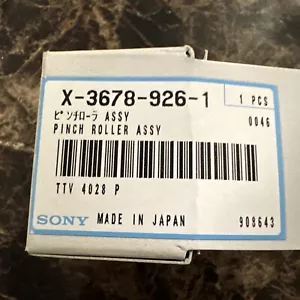 X-3678-926-1 1 PCS
ピンチローラ ASSY 0046
PINCH ROLLER ASSY
TTV 4028 P
SONY MADE IN JAPAN 908643